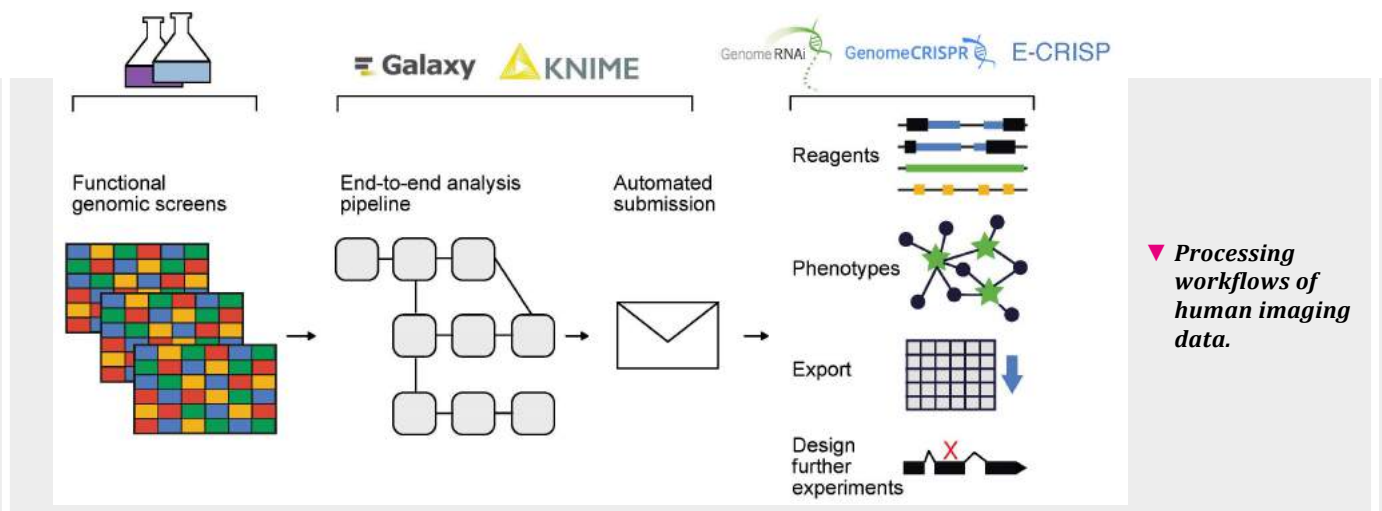 Galaxy
KNIME
GenomeRNAi
GenomeCRISPR
E-CRISP
Functional
genomic screens
End-to-end analysis
pipeline
Automated
submission
Reagents
Phenotypes
Export
Design
further
experiments
X
▼ Processing
workflows of
human imaging
data.